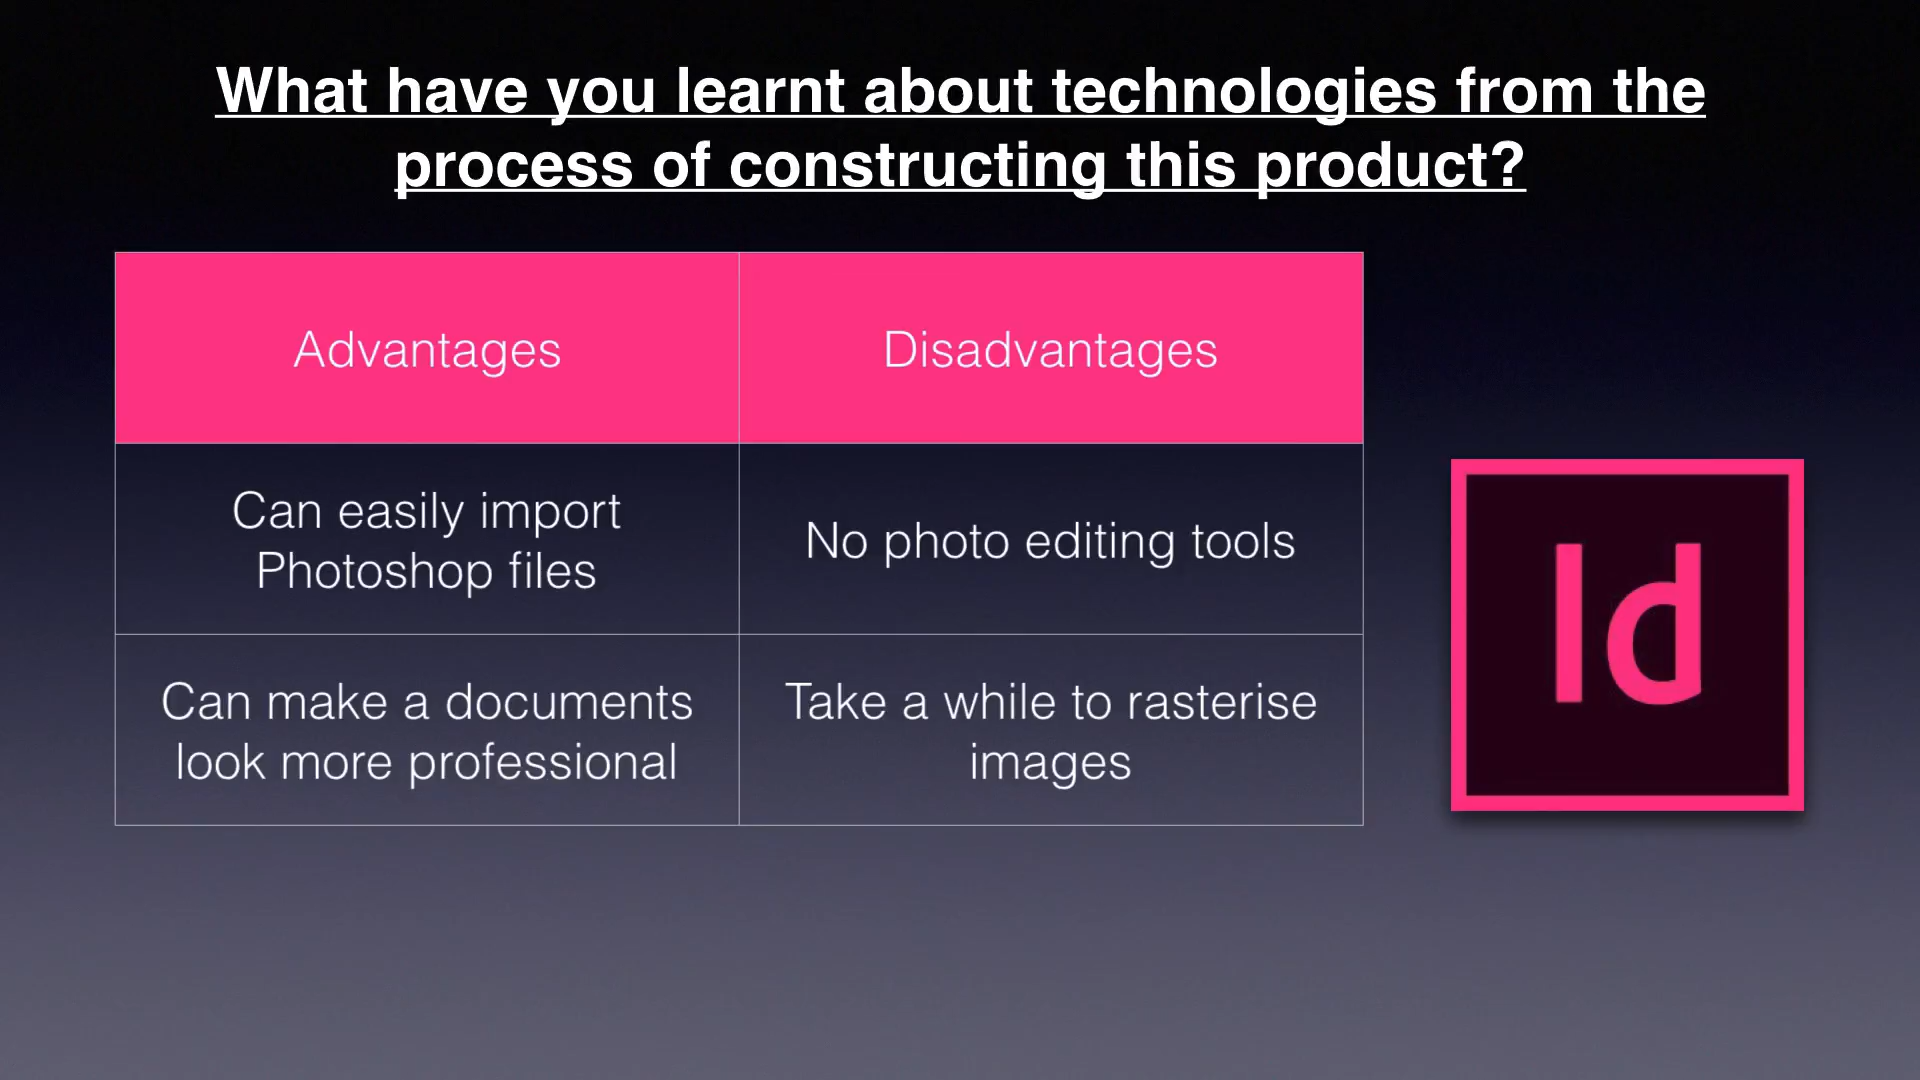 What have you learnt about technologies from the
process of constructing this product?
Advantages
Disadvantages
Can easily import
Photoshop files
No photo editing tools
Can make a documents
look more professional
Take a while to rasterise
images
Id